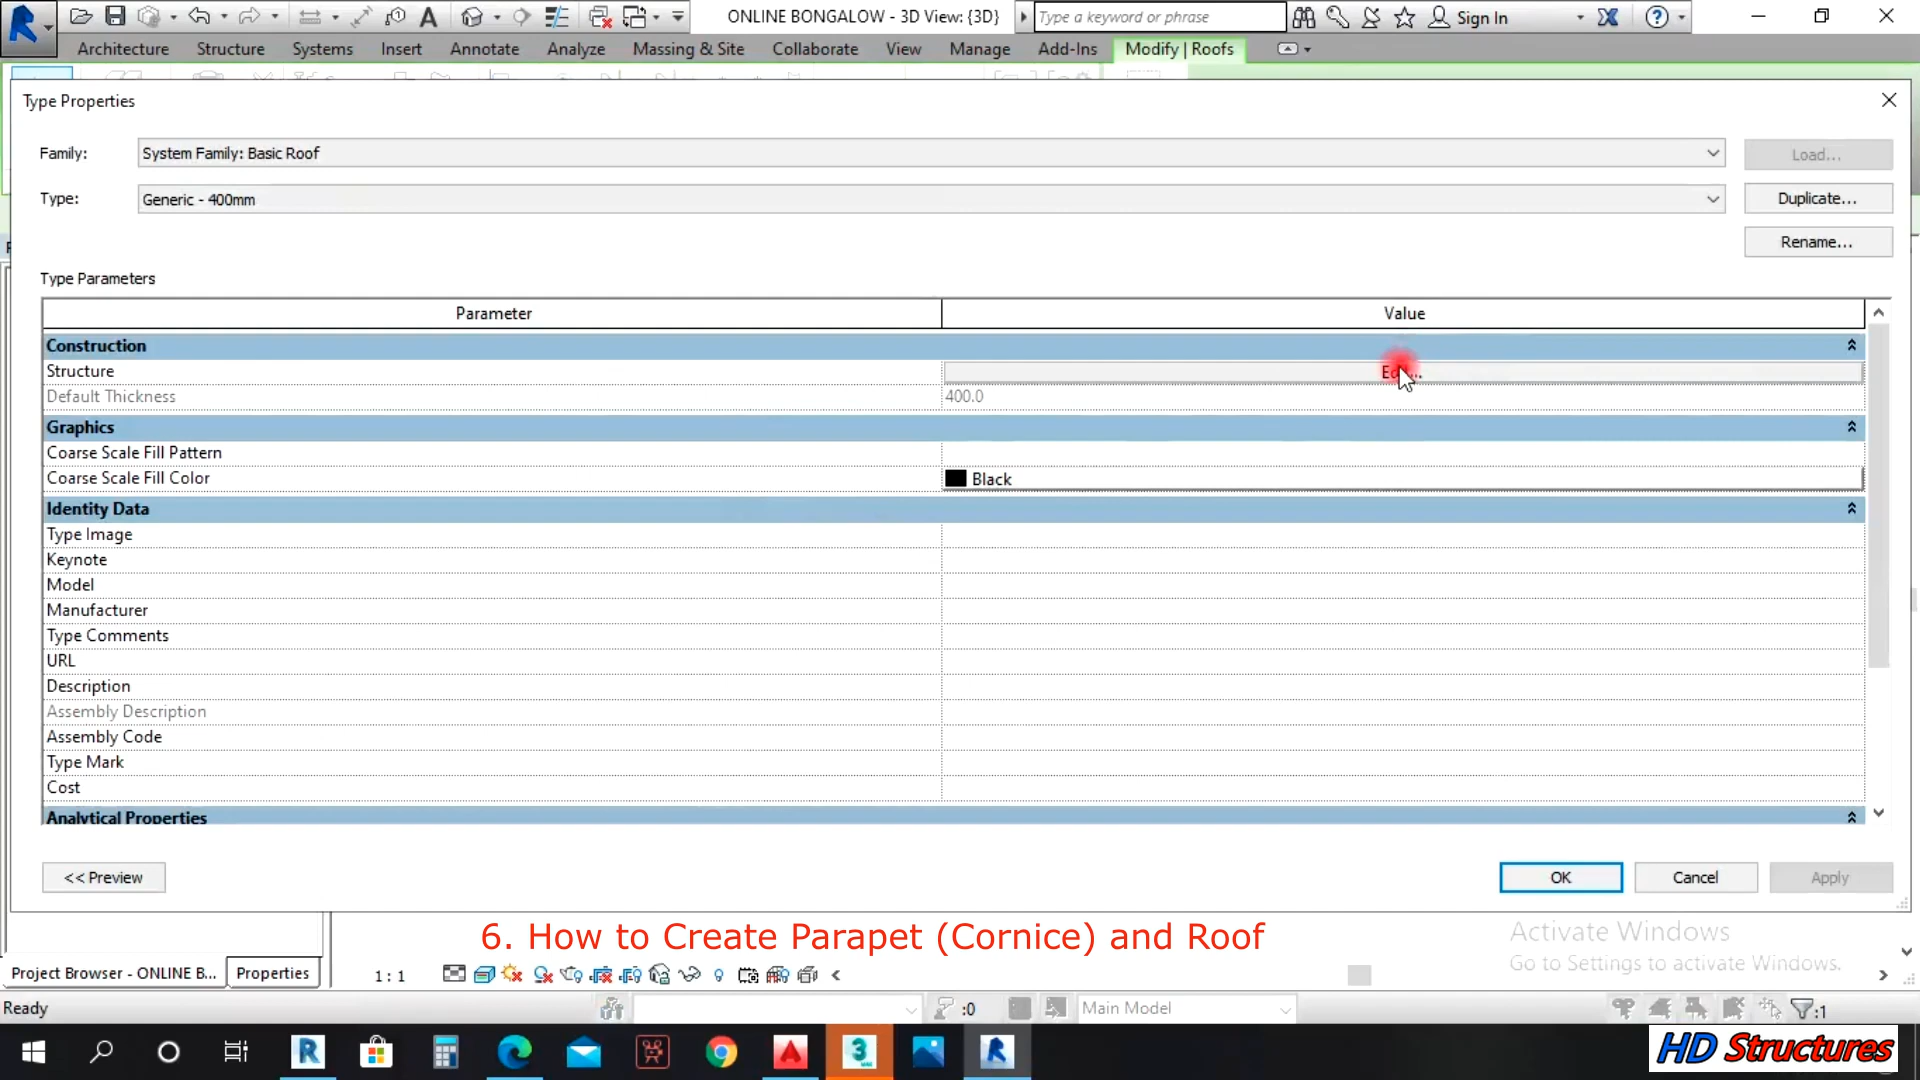 ONLINE BONGALOW - 3D View: {3D} Type a keyword or phrase Sign In
Architecture Structure Systems Insert Annotate Analyze Massing & Site Collaborate View Manage Add-Ins Modify | Roofs
Type Properties
Family: System Family: Basic Roof Load...
Type: Generic - 400mm Duplicate...
Rename...
Type Parameters
Parameter Value
Construction
Structure
Default Thickness 400.0
Graphics
Coarse Scale Fill Pattern
Coarse Scale Fill Color Black
Identity Data
Type Image
Keynote
Model
Manufacturer
Type Comments
URL
Description
Assembly Description
Assembly Code
Type Mark
Cost
Analytical Properties
<< Preview OK Cancel Apply
6. How to Create Parapet (Cornice) and Roof
Activate Windows
Go to Settings to activate Windows.
Project Browser - ONLINE B... Properties 1 : 1
Ready :0 Main Model :1
HD Structures